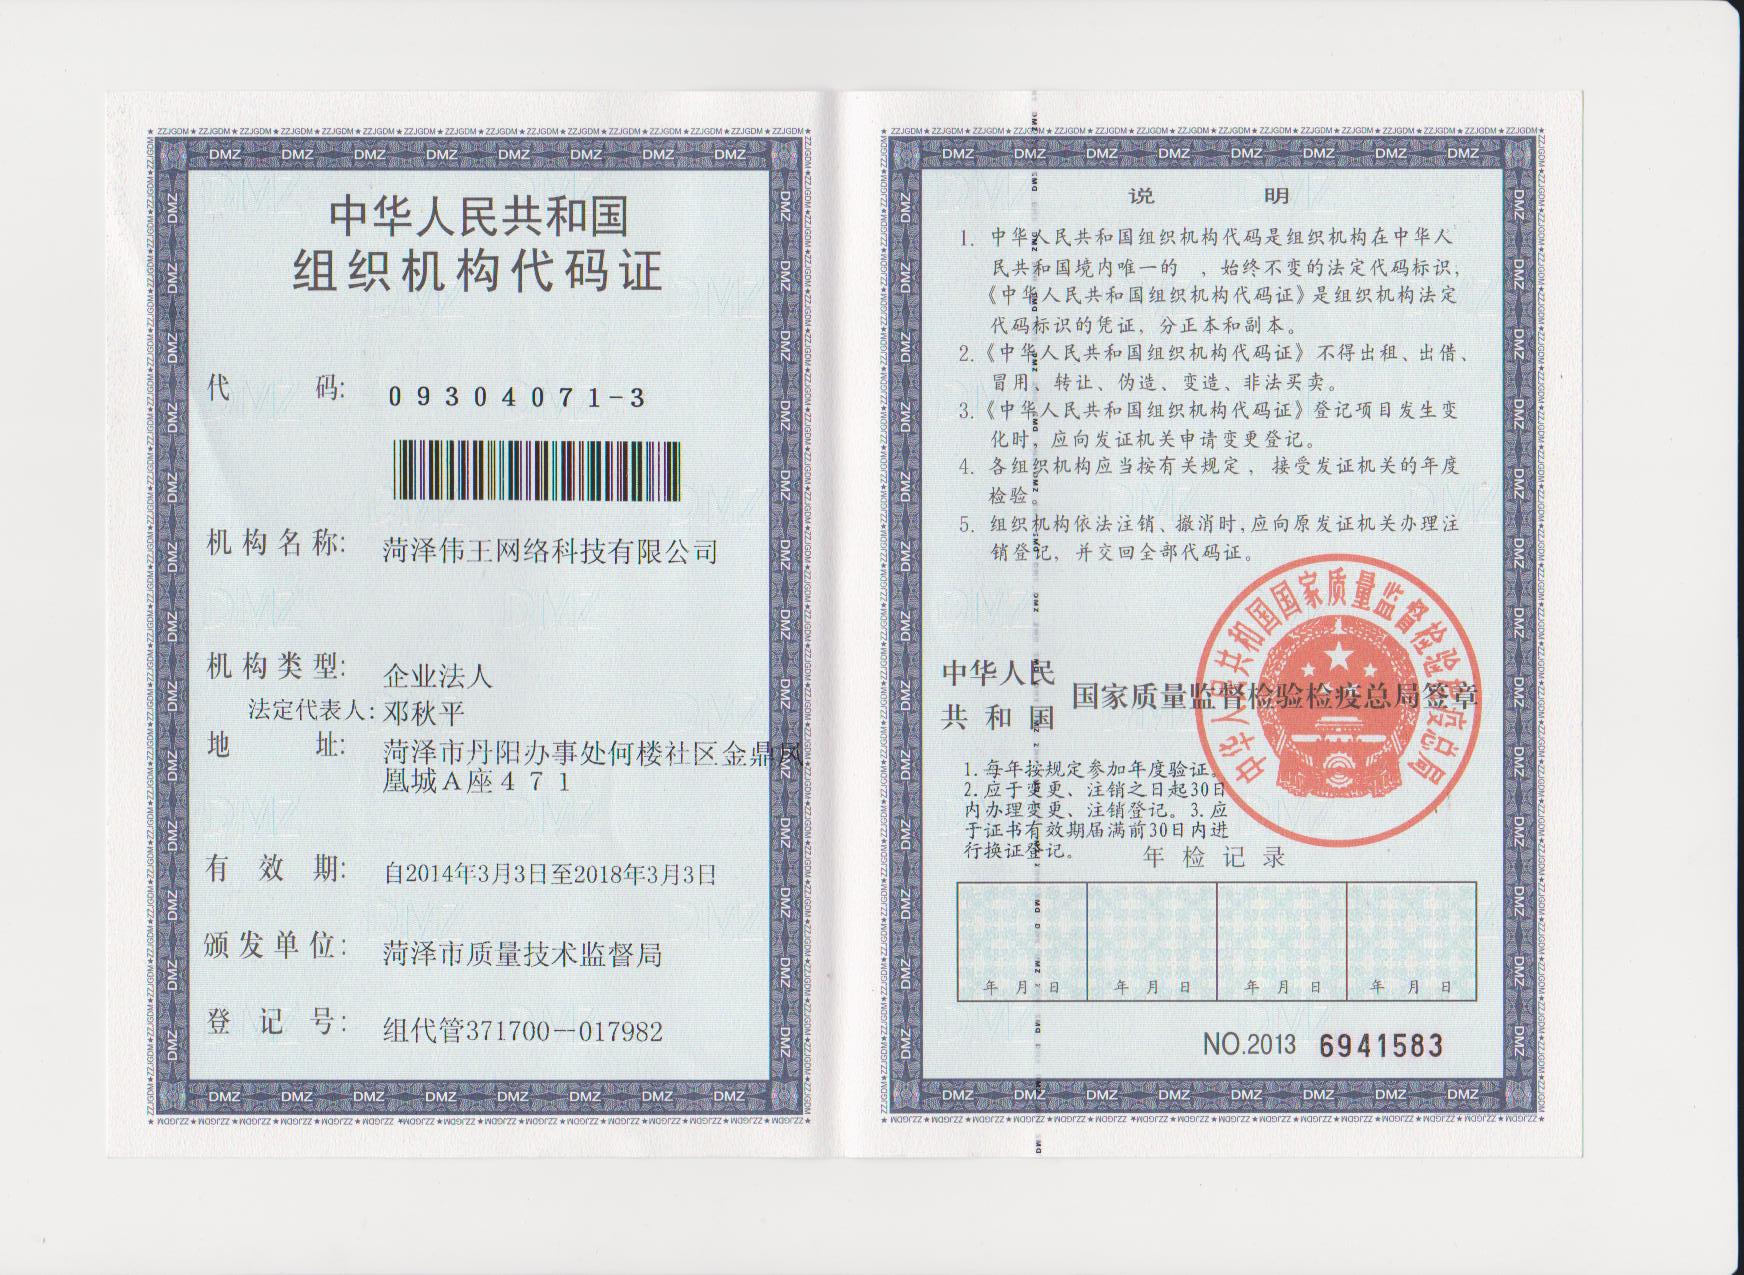 中华人民共和国
组织机构代码证
代 码: 09304071-3
机构名称: 菏泽伟王网络科技有限公司
机构类型: 企业法人
法定代表人: 邓秋平
地 址: 菏泽市丹阳办事处何楼社区金鼎凤
凰城A座471
有 效 期: 自2014年3月3日至2018年3月3日
颁发单位: 菏泽市质量技术监督局
登 记 号: 组代管371700--017982
说 明
1. 中华人民共和国组织机构代码是组织机构在中华人
民共和国境内唯一的 ，始终不变的法定代码标识，
《中华人民共和国组织机构代码证》是组织机构法定
代码标识的凭证，分正本和副本。
2.《中华人民共和国组织机构代码证》不得出租、出借、
冒用、转让、伪造、变造、非法买卖。
3.《中华人民共和国组织机构代码证》登记项目发生变
化时，应向发证机关申请变更登记。
4. 各组织机构应当按有关规定，接受发证机关的年度
检验。
5. 组织机构依法注销、撤消时,应向原发证机关办理注
销登记，并交回全部代码证。
中华人民
共和国 国家质量监督检验检疫总局签章
中华人民共和国国家质量监督检验检疫总局
1.每年按规定参加年度验证。
2.应于变更、注销之日起30日
内办理变更、注销登记。3.应
于证书有效期届满前30日内进
行换证登记。
年检记录
年 月 日 年 月 日 年 月 日 年 月 日
NO.2013 6941583